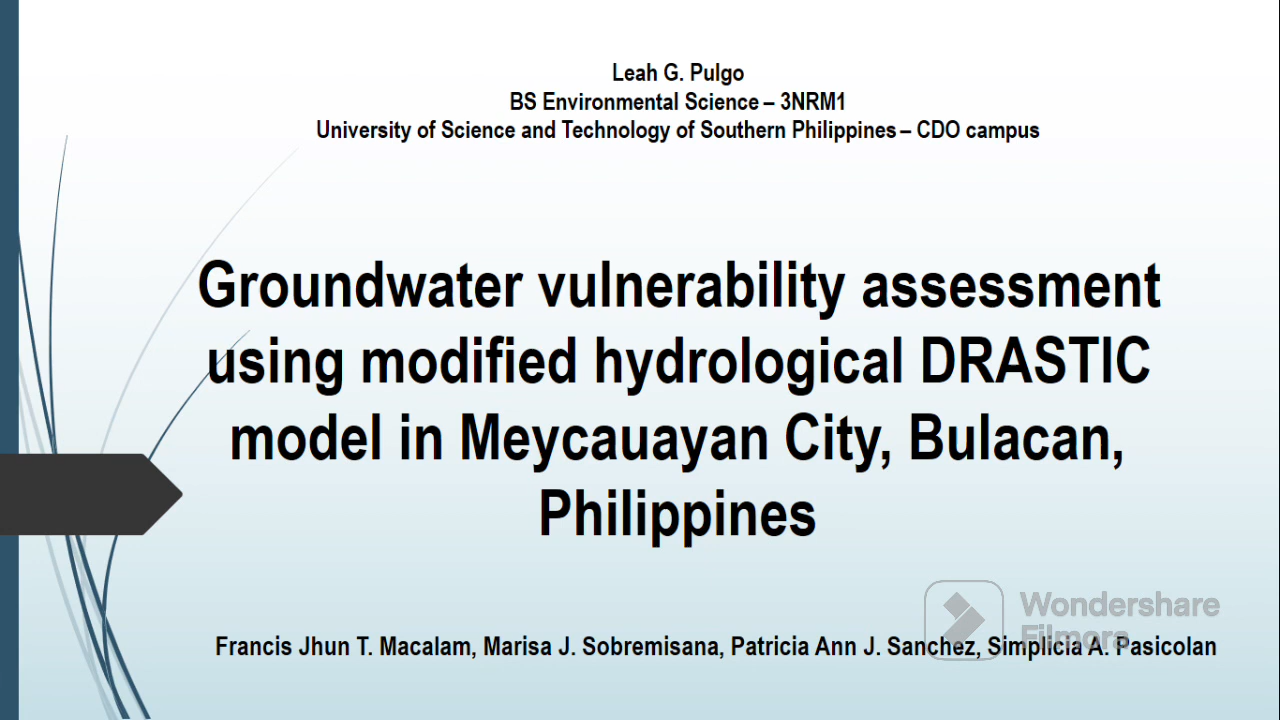 Leah G. Pulgo
BS Environmental Science – 3NRM1
University of Science and Technology of Southern Philippines – CDO campus
Groundwater vulnerability assessment
using modified hydrological DRASTIC
model in Meycauayan City, Bulacan,
Philippines
Wondershare
Filmora
Francis Jhun T. Macalam, Marisa J. Sobremisana, Patricia Ann J. Sanchez, Simplicia A. Pasicolan